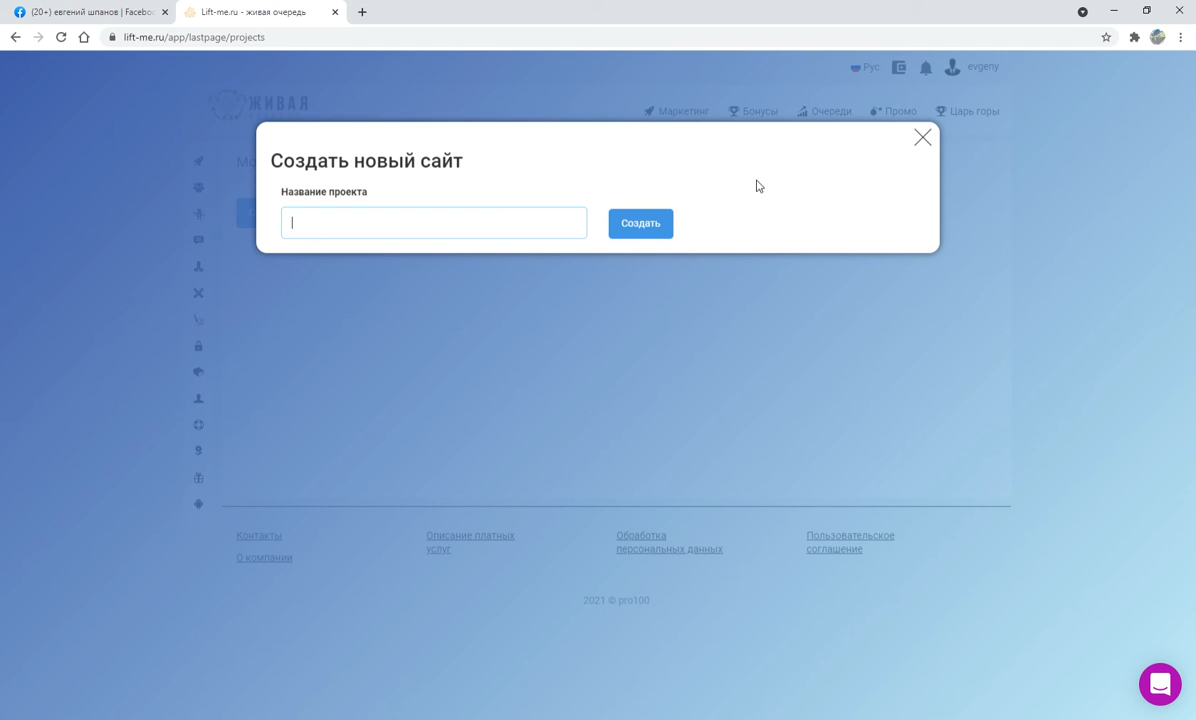 (20+) евгений шпанов | Faceboo
Lift-me.ru - живая очередь
lift-me.ru/app/lastpage/projects
Рус
evgeny
ЖИВАЯ
Маркетинг
Бонусы
Очереди
Промо
Царь горы
Создать новый сайт
Название проекта
Создать
Контакты
О компании
Описание платных
услуг
Обработка
персональных данных
Пользовательское
соглашение
2021 © pro100